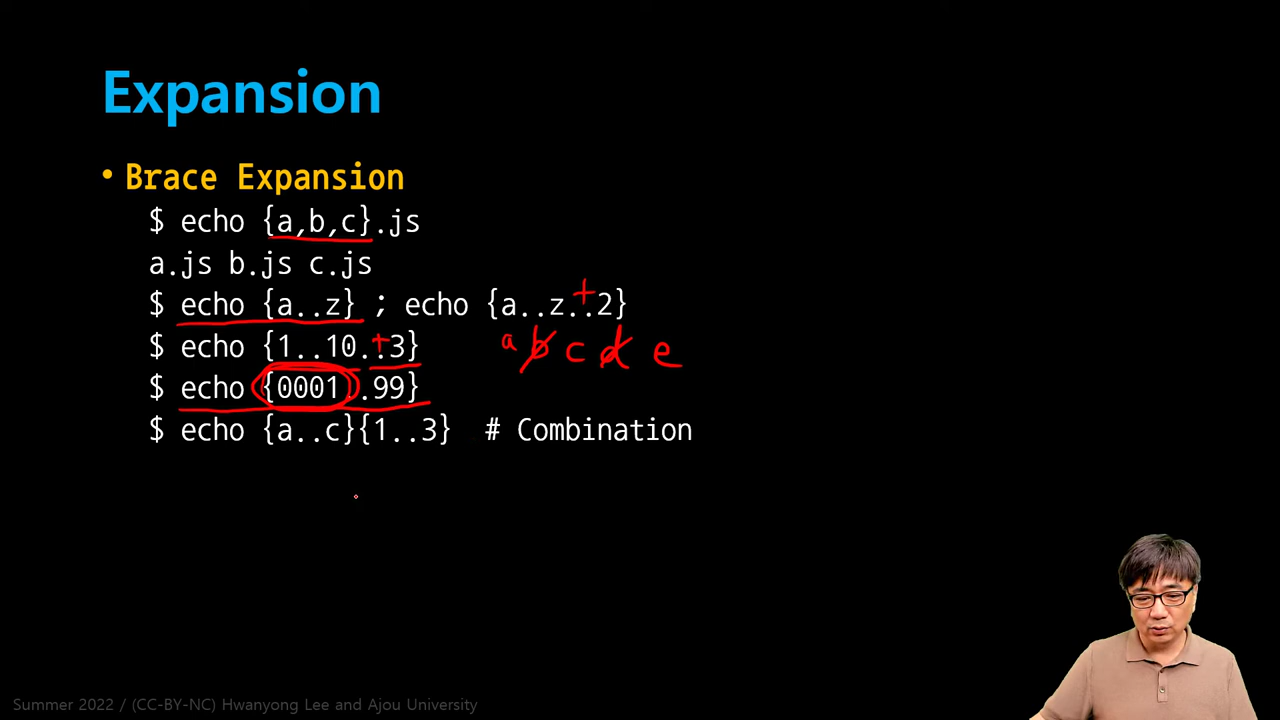 Expansion
• Brace Expansion
$ echo {a,b,c}.js
a.js b.js c.js
+
$ echo {a..z} ; echo {a..z..2}
+
$ echo {1..10..3}
a b c d e
$ echo {0001..99}
$ echo {a..c}{1..3} # Combination
Summer 2022 / (CC-BY-NC) Hwanyong Lee and Ajou University